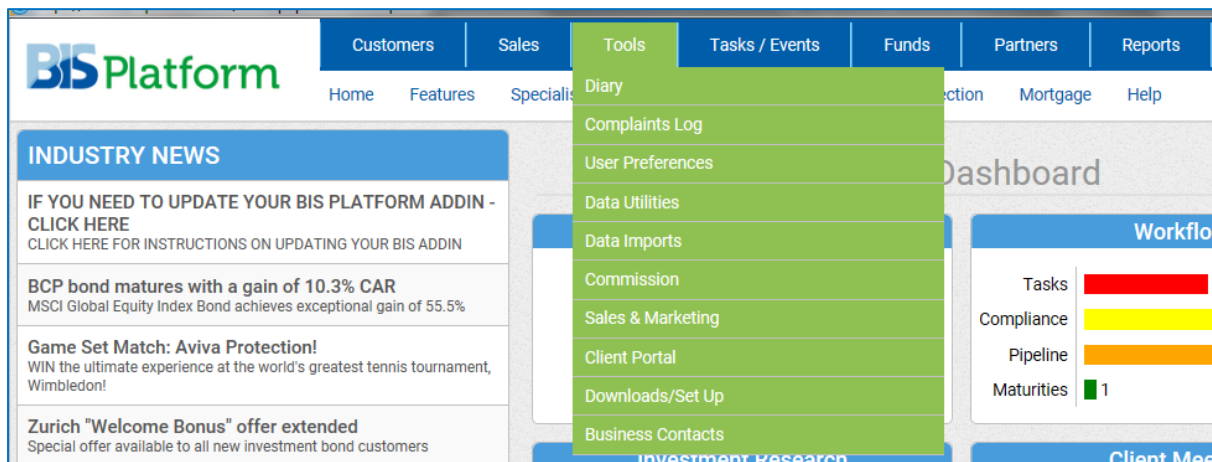 BIS Platform
Customers Sales Tools Tasks / Events Funds Partners Reports
Home Features Mortgage Help
Diary
Complaints Log
User Preferences
Data Utilities
Data Imports
Commission
Sales & Marketing
Client Portal
Downloads/Set Up
Business Contacts
INDUSTRY NEWS
IF YOU NEED TO UPDATE YOUR BIS PLATFORM ADDIN -
CLICK HERE
CLICK HERE FOR INSTRUCTIONS ON UPDATING YOUR BIS ADDIN
BCP bond matures with a gain of 10.3% CAR
MSCI Global Equity Index Bond achieves exceptional gain of 55.5%
Game Set Match: Aviva Protection!
WIN the ultimate experience at the world's greatest tennis tournament,
Wimbledon!
Zurich "Welcome Bonus" offer extended
Special offer available to all new investment bond customers
Dashboard
Workflo
Tasks
Compliance
Pipeline
Maturities 1
Investment Research
Client Mee